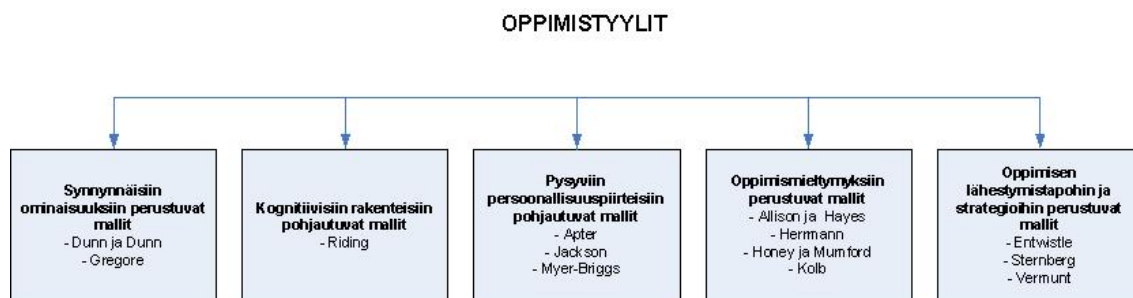 OPPIMISTYYLIT
Synnynnäisiin
ominaisuuksiin perustuvat
mallit
- Dunn ja Dunn
- Gregore
Kognitiivisiin rakenteisiin
pohjautuvat mallit
- Riding
Pysyviin
persoonallisuuspiirteisiin
pohjautuvat mallit
- Apter
- Jackson
- Myer-Briggs
Oppimismieltymyksiin
perustuvat mallit
- Allison ja Hayes
- Herrmann
- Honey ja Mumford
- Kolb
Oppimisen
lähestymistapohin ja
strategioihin perustuvat
mallit
- Entwistle
- Sternberg
- Vermunt